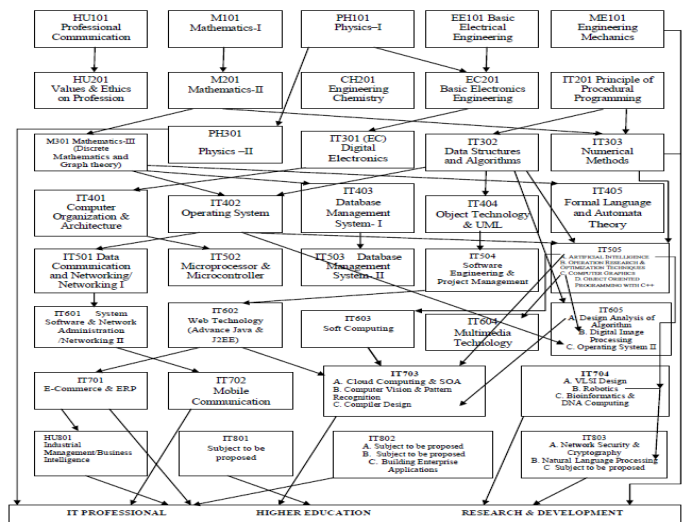 HU101
Professional
Communication
M101
Mathematics-I
PH101
Physics–I
EE101 Basic
Electrical
Engineering
ME101
Engineering
Mechanics
HU201
Values & Ethics
on Profession
M201
Mathematics-II
CH201
Engineering
Chemistry
EC201
Basic Electronics
Engineering
IT201 Principle of
Procedural
Programming
M301 Mathematics-III
(Discrete
Mathematics and
Graph theory)
PH301
Physics –II
IT301 (EC)
Digital
Electronics
IT302
Data Structures
and Algorithms
IT303
Numerical
Methods
IT401
Computer
Organization &
Architecture
IT402
Operating System
IT403
Database
Management
System- I
IT404
Object Technology
& UML
IT405
Formal Language
and Automata
Theory
IT501 Data
Communication
and Networking/
Networking I
IT502
Microprocessor &
Microcontroller
IT503 Database
Management
System- II
IT504
Software
Engineering &
Project Management
IT505
A. ARTIFICIAL INTELLIGENCE
B. OPERATION RESEARCH &
OPTIMIZATION TECHNIQUES
C. COMPUTER GRAPHICS
D. OBJECT ORIENTED
PROGRAMMING WITH C++
IT601 System
Software & Network
Administration
/Networking II
IT602
Web Technology
(Advance Java &
J2EE)
IT603
Soft Computing
IT604
Multimedia
Technology
IT605
A. Design Analysis of
Algorithm
B. Digital Image
Processing
C. Operating System II
IT701
E-Commerce & ERP
IT702
Mobile
Communication
IT703
A. Cloud Computing & SOA
B. Computer Vision & Pattern
Recognition
C. Compiler Design
IT704
A. VLSI Design
B. Robotics
C. Bioinformatics &
DNA Computing
HU801
Industrial
Management/Business
Intelligence
IT801
Subject to be
proposed
IT802
A. Subject to be proposed
B. Subject to be proposed
C. Building Enterprise
Applications
IT803
A. Network Security &
Cryptography
B. Natural Language Processing
C Subject to be proposed
IT PROFESSIONAL HIGHER EDUCATION RESEARCH & DEVELOPMENT